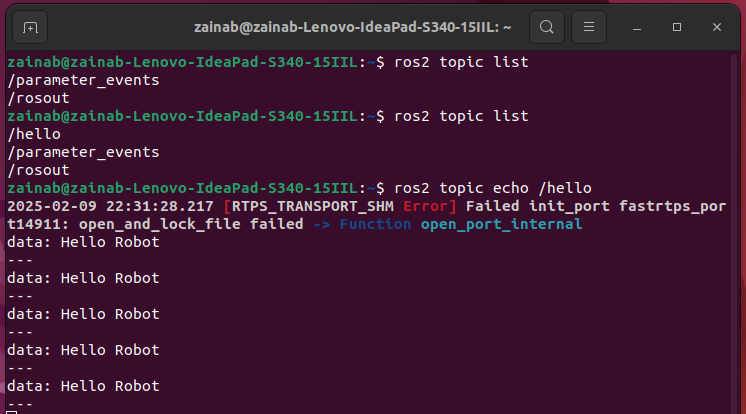 zainab@zainab-Lenovo-IdeaPad-S340-15IIL: ~
zainab@zainab-Lenovo-IdeaPad-S340-15IIL:~$ ros2 topic list
/parameter_events
/rosout
zainab@zainab-Lenovo-IdeaPad-S340-15IIL:~$ ros2 topic list
/hello
/parameter_events
/rosout
zainab@zainab-Lenovo-IdeaPad-S340-15IIL:~$ ros2 topic echo /hello
2025-02-09 22:31:28.217 [RTPS_TRANSPORT_SHM Error] Failed init_port fastrtps_por
t14911: open_and_lock_file failed -> Function open_port_internal
data: Hello Robot
---
data: Hello Robot
---
data: Hello Robot
---
data: Hello Robot
---
data: Hello Robot
---